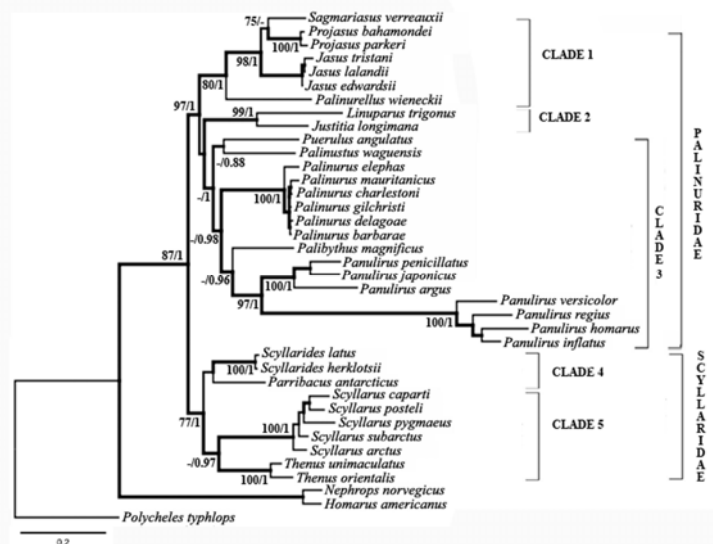 75/-
Sagmariasus verreauxii
Projasus bahamondei
100/1
Projasus parkeri
98/1
Jasus tristani
Jasus lalandii
Jasus edwardsii
CLADE 1
80/1
Palinurellus wieneckii
97/1
99/1
Linuparus trigonus
Justitia longimana
CLADE 2
Puerulus angulatus
-/0.88
Palinustus waguensis
-/1
Palinurus elephas
Palinurus mauritanicus
100/1
Palinurus charlestoni
Palinurus gilchristi
Palinurus delagoae
Palinurus barbarae
-/0.98
Palibythus magnificus
87/1
-/0.96
Panulirus penicillatus
100/1
Panulirus japonicus
Panulirus argus
97/1
Panulirus versicolor
100/1
Panulirus regius
Panulirus homarus
Panulirus inflatus
CLADE 3
PALINURIDAE
Scyllarides latus
100/1
Scyllarides herklotsii
Parribacus antarcticus
CLADE 4
77/1
Scyllarus caparti
Scyllarus posteli
100/1
Scyllarus pygmaeus
Scyllarus subarctus
Scyllarus arctus
CLADE 5
-/0.97
Thenus unimaculatus
100/1
Thenus orientalis
SCYLLARIDAE
Nephrops norvegicus
Homarus americanus
Polycheles typhlops
0.2